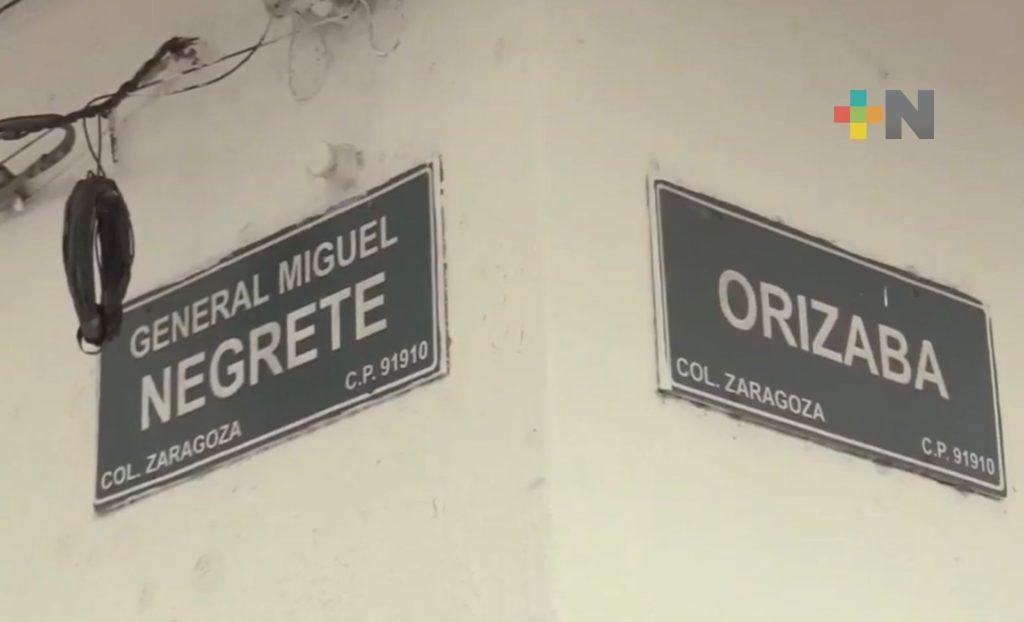 GENERAL MIGUEL
NEGRETE
C.P. 91910
COL. ZARAGOZA
ORIZABA
COL. ZARAGOZA
C.P. 91910
+N